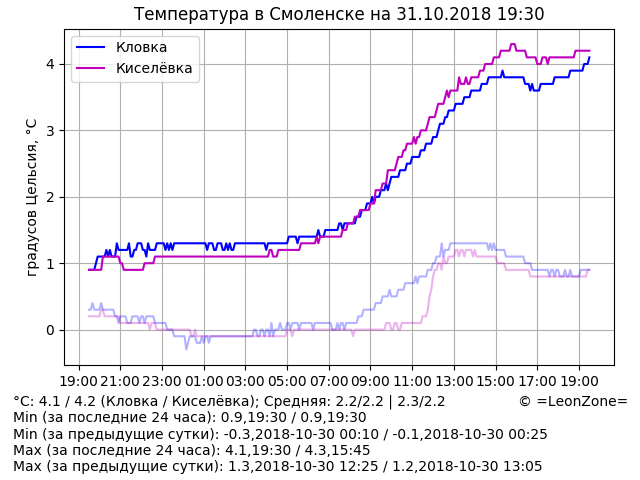 Температура в Смоленске на 31.10.2018 19:30
Кловка
Киселёвка
градусов Цельсия, °C
4
3
2
1
0
19:00 21:00 23:00 01:00 03:00 05:00 07:00 09:00 11:00 13:00 15:00 17:00 19:00
°C: 4.1 / 4.2 (Кловка / Киселёвка); Средняя: 2.2/2.2 | 2.3/2.2 © =LeonZone=
Min (за последние 24 часа): 0.9,19:30 / 0.9,19:30
Min (за предыдущие сутки): -0.3,2018-10-30 00:10 / -0.1,2018-10-30 00:25
Max (за последние 24 часа): 4.1,19:30 / 4.3,15:45
Max (за предыдущие сутки): 1.3,2018-10-30 12:25 / 1.2,2018-10-30 13:05